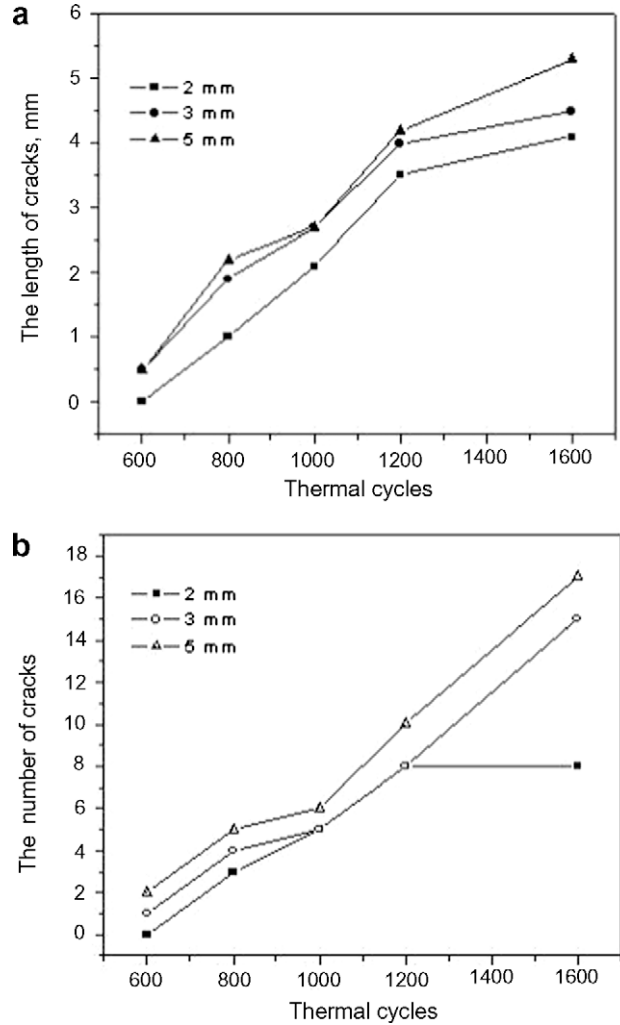 a
6
5
4
3
2
1
0
The length of cracks, mm
2 mm
3 mm
5 mm
600 800 1000 1200 1400 1600
Thermal cycles
b
18
16
14
12
10
8
6
4
2
0
The number of cracks
2 mm
3 mm
5 mm
600 800 1000 1200 1400 1600
Thermal cycles